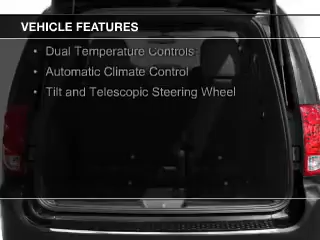 VEHICLE FEATURES
• Dual Temperature Controls
• Automatic Climate Control
• Tilt and Telescopic Steering Wheel